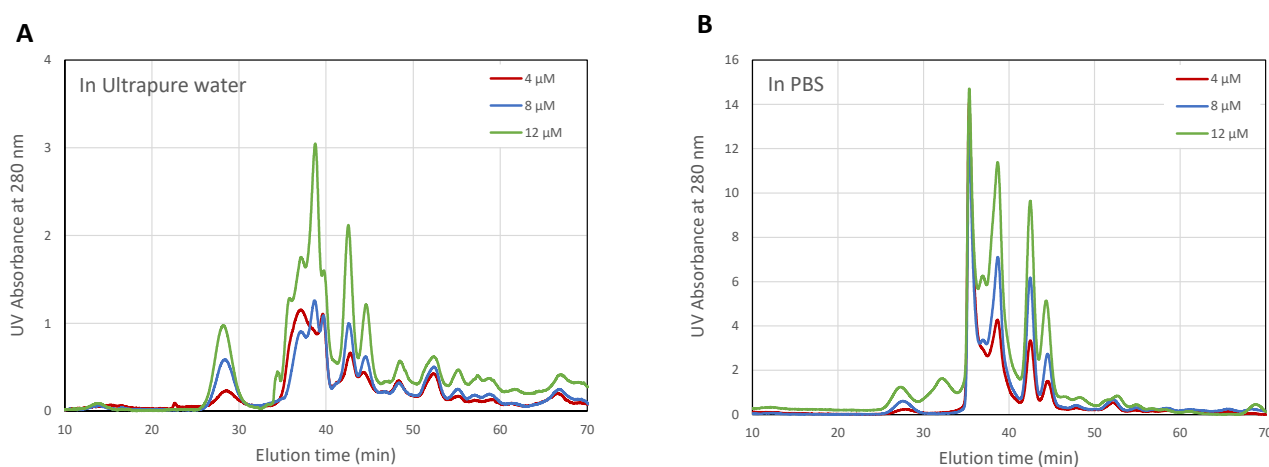 A
In Ultrapure water
4 µM
8 µM
12 µM
UV Absorbance at 280 nm
4
3
2
1
0
10 20 30 40 50 60 70
Elution time (min)
B
In PBS
4 µM
8 µM
12 µM
UV Absorbance at 280 nm
16
14
12
10
8
6
4
2
0
10 20 30 40 50 60 70
Elution time (min)